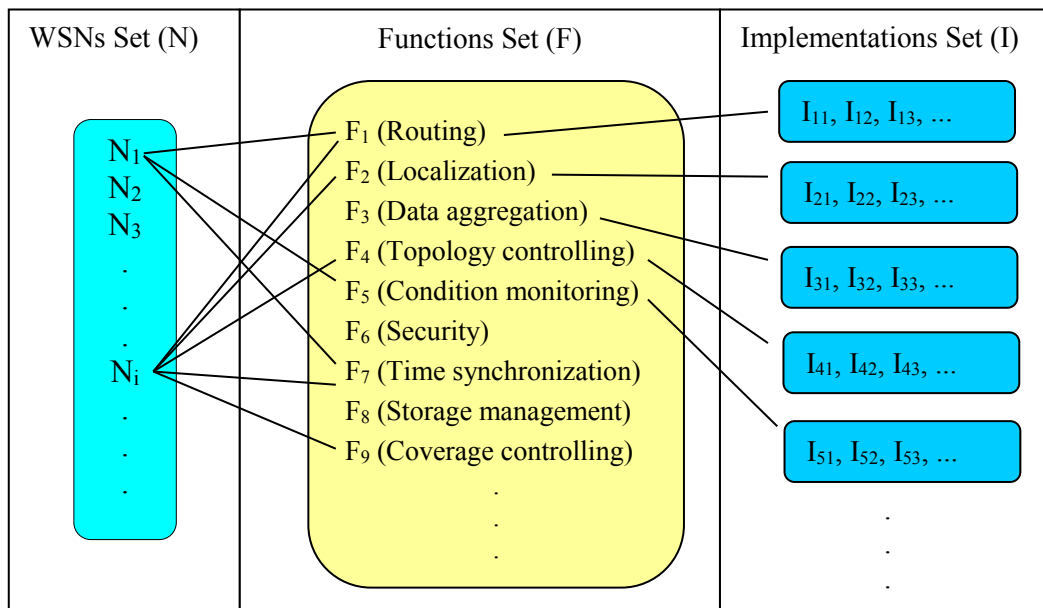 WSNs Set (N)
Functions Set (F)
Implementations Set (I)
N₁
N₂
N₃
.
.
.
Nᵢ
.
.
.
F₁ (Routing)
F₂ (Localization)
F₃ (Data aggregation)
F₄ (Topology controlling)
F₅ (Condition monitoring)
F₆ (Security)
F₇ (Time synchronization)
F₈ (Storage management)
F₉ (Coverage controlling)
.
.
.
I₁₁, I₁₂, I₁₃, ...
I₂₁, I₂₂, I₂₃, ...
I₃₁, I₃₂, I₃₃, ...
I₄₁, I₄₂, I₄₃, ...
I₅₁, I₅₂, I₅₃, ...
.
.
.